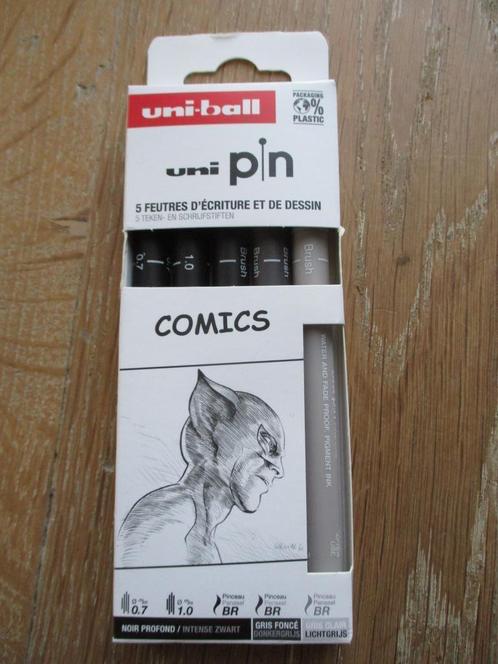 uni-ball
PACKAGING
0%
PLASTIC
uni pin
5 FEUTRES D'ÉCRITURE ET DE DESSIN
5 TEKEN- EN SCHRIJFSTIFTEN
0.7
1.0
Brush
Brush
Brush
COMICS
WATER AND FADE PROOF, PIGMENT INK
0.7
1.0
Pinceau
Penseel
BR
Pinceau
Penseel
BR
Pinceau
Penseel
BR
NOIR PROFOND / INTENSE ZWART
GRIS FONCÉ
DONKERGRIJS
GRIS CLAIR
LICHTGRIJS